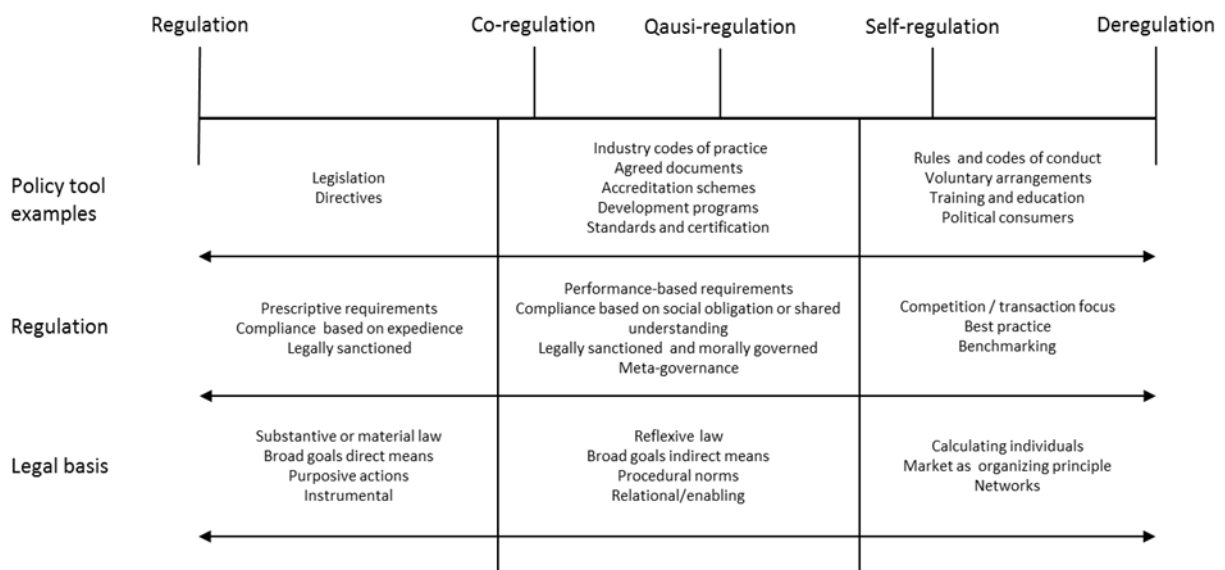 Regulation
Co-regulation
Qausi-regulation
Self-regulation
Deregulation
Policy tool
examples
Legislation
Directives
Industry codes of practice
Agreed documents
Accreditation schemes
Development programs
Standards and certification
Rules and codes of conduct
Voluntary arrangements
Training and education
Political consumers
Regulation
Prescriptive requirements
Compliance based on expedience
Legally sanctioned
Performance-based requirements
Compliance based on social obligation or shared
understanding
Legally sanctioned and morally governed
Meta-governance
Competition / transaction focus
Best practice
Benchmarking
Legal basis
Substantive or material law
Broad goals direct means
Purposive actions
Instrumental
Reflexive law
Broad goals indirect means
Procedural norms
Relational/enabling
Calculating individuals
Market as organizing principle
Networks